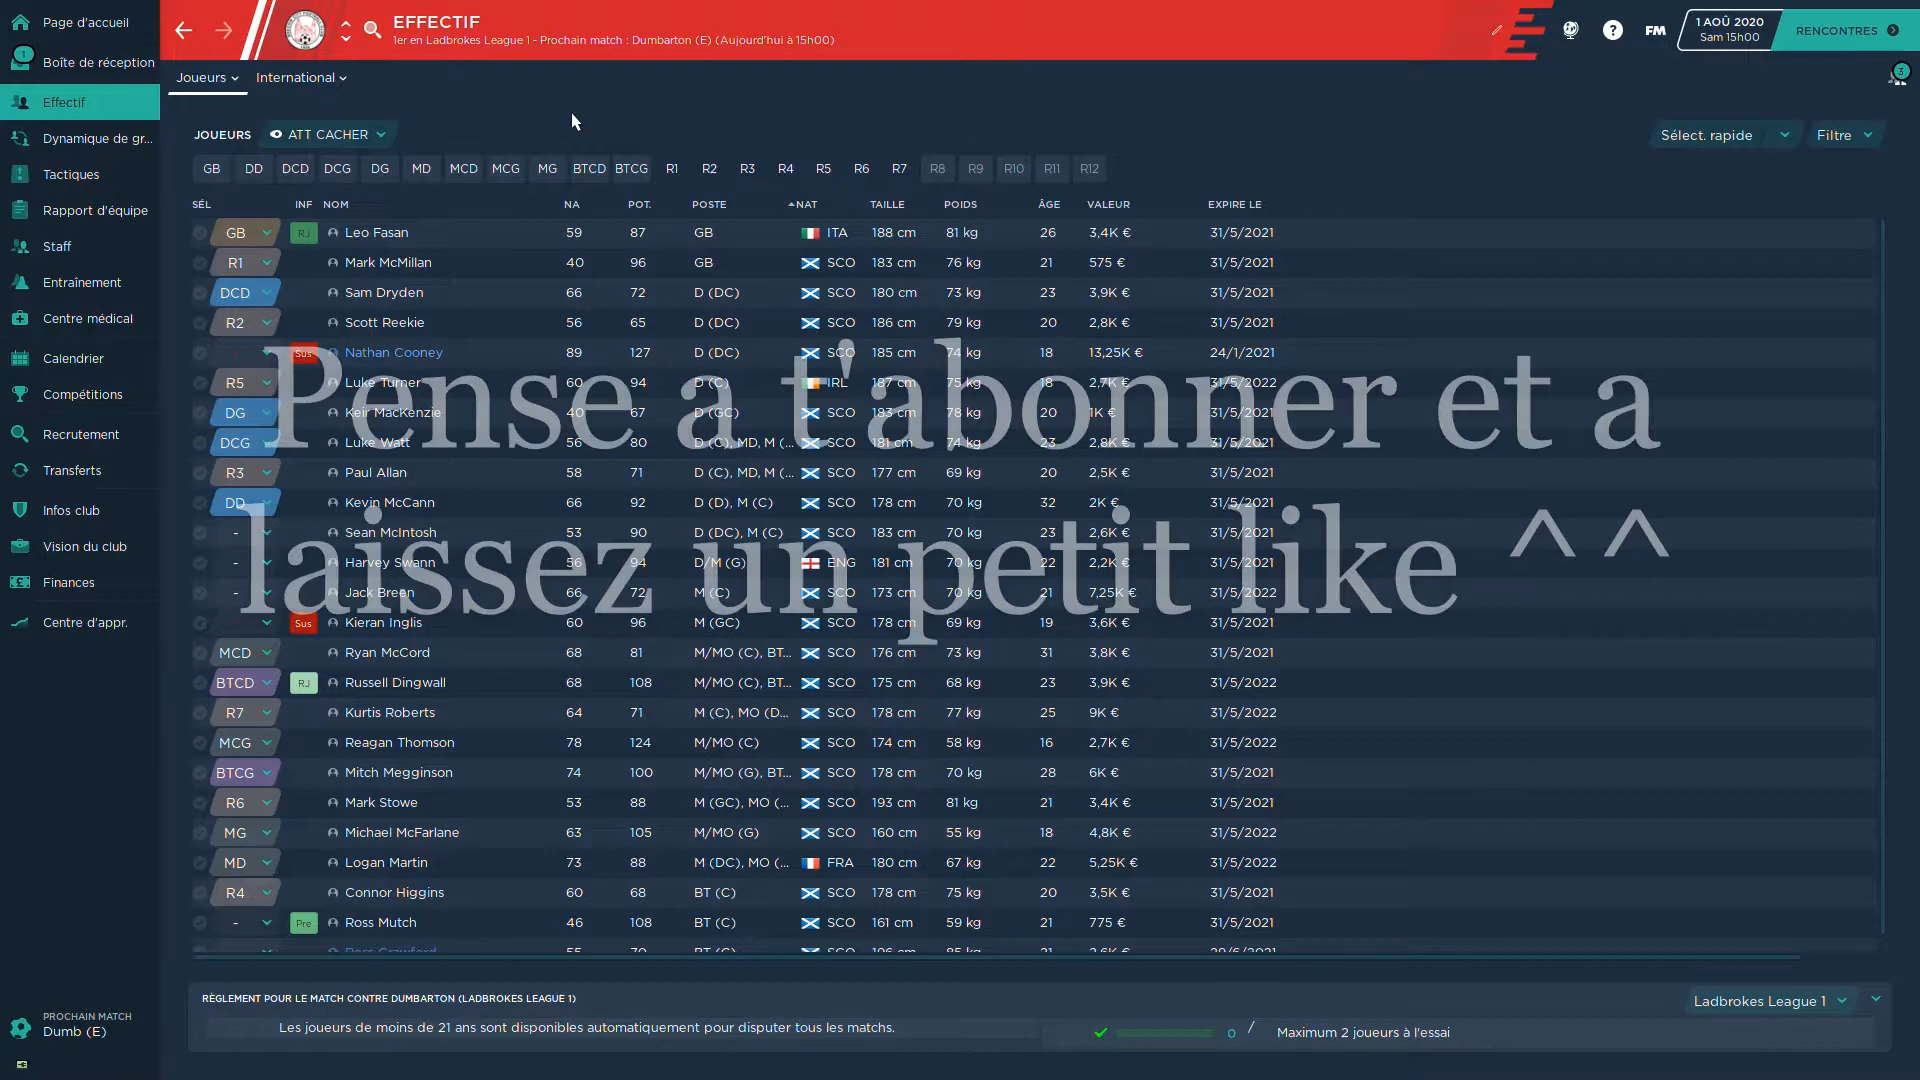 Page d'accueil
1
Boîte de réception
Effectif
Dynamique de gr...
Tactiques
Rapport d'équipe
Staff
Entraînement
Centre médical
Calendrier
Compétitions
Recrutement
Transferts
Infos club
Vision du club
Finances
Centre d'appr.
PROCHAIN MATCH
Dumb (E)
EFFECTIF
1er en Ladbrokes League 1 - Prochain match : Dumbarton (E) (Aujourd'hui à 15h00)
FM
1 AOÛ 2020
Sam 15h00
RENCONTRES
Joueurs International
3
JOUEURS ATT CACHER
Sélect. rapide Filtre
GB DD DCD DCG DG MD MCD MCG MG BTCD BTCG R1 R2 R3 R4 R5 R6 R7 R8 R9 R10 R11 R12
SÉL INF NOM NA POT. POSTE NAT TAILLE POIDS ÂGE VALEUR EXPIRE LE
GB RJ Leo Fasan 59 87 GB ITA 188 cm 81 kg 26 3,4K € 31/5/2021
R1 Mark McMillan 40 96 GB SCO 183 cm 76 kg 21 575 € 31/5/2021
DCD Sam Dryden 66 72 D (DC) SCO 180 cm 73 kg 23 3,9K € 31/5/2021
R2 Scott Reekie 56 65 D (DC) SCO 186 cm 79 kg 20 2,8K € 31/5/2021
Sus Nathan Cooney 89 127 D (DC) SCO 185 cm 74 kg 18 13,25K € 24/1/2021
R5 Luke Turner 60 94 D (C) IRL 187 cm 75 kg 18 2,7K € 31/5/2022
DG Keir MacKenzie 40 67 D (GC) SCO 183 cm 78 kg 20 1K € 31/5/2021
DCG Luke Watt 56 80 D (C), MD, M (... SCO 181 cm 74 kg 23 2,8K € 31/5/2021
R3 Paul Allan 58 71 D (C), MD, M (... SCO 177 cm 69 kg 20 2,5K € 31/5/2021
DD Kevin McCann 66 92 D (D), M (C) SCO 178 cm 70 kg 32 2K € 31/5/2021
- Sean McIntosh 53 90 D (DC), M (C) SCO 183 cm 70 kg 23 2,6K € 31/5/2021
- Harvey Swann 56 94 D/M (G) ENG 181 cm 70 kg 22 2,2K € 31/5/2021
- Jack Breen 66 72 M (C) SCO 173 cm 70 kg 21 7,25K € 31/5/2022
Sus Kieran Inglis 60 96 M (GC) SCO 178 cm 69 kg 19 3,6K € 31/5/2021
MCD Ryan McCord 68 81 M/MO (C), BT... SCO 176 cm 73 kg 31 3,8K € 31/5/2021
BTCD RJ Russell Dingwall 68 108 M/MO (C), BT... SCO 175 cm 68 kg 23 3,9K € 31/5/2022
R7 Kurtis Roberts 64 71 M (C), MO (D... SCO 178 cm 77 kg 25 9K € 31/5/2022
MCG Reagan Thomson 78 124 M/MO (C) SCO 174 cm 58 kg 16 2,7K € 31/5/2022
BTCG Mitch Megginson 74 100 M/MO (G), BT... SCO 178 cm 70 kg 28 6K € 31/5/2021
R6 Mark Stowe 53 88 M (GC), MO (... SCO 193 cm 81 kg 21 3,4K € 31/5/2021
MG Michael McFarlane 63 105 M/MO (G) SCO 160 cm 55 kg 18 4,8K € 31/5/2022
MD Logan Martin 73 88 M (DC), MO (... FRA 180 cm 67 kg 22 5,25K € 31/5/2022
R4 Connor Higgins 60 68 BT (C) SCO 178 cm 75 kg 20 3,5K € 31/5/2021
- Pre Ross Mutch 46 108 BT (C) SCO 161 cm 59 kg 21 775 € 31/5/2021
Ross Crawford 55 70 BT (C) SCO 196 cm 85 kg 21
Pense a t'abonner et a
laissez un petit like ^^
RÈGLEMENT POUR LE MATCH CONTRE DUMBARTON (LADBROKES LEAGUE 1)
Ladbrokes League 1
Les joueurs de moins de 21 ans sont disponibles automatiquement pour disputer tous les matchs.
0 / Maximum 2 joueurs à l'essai